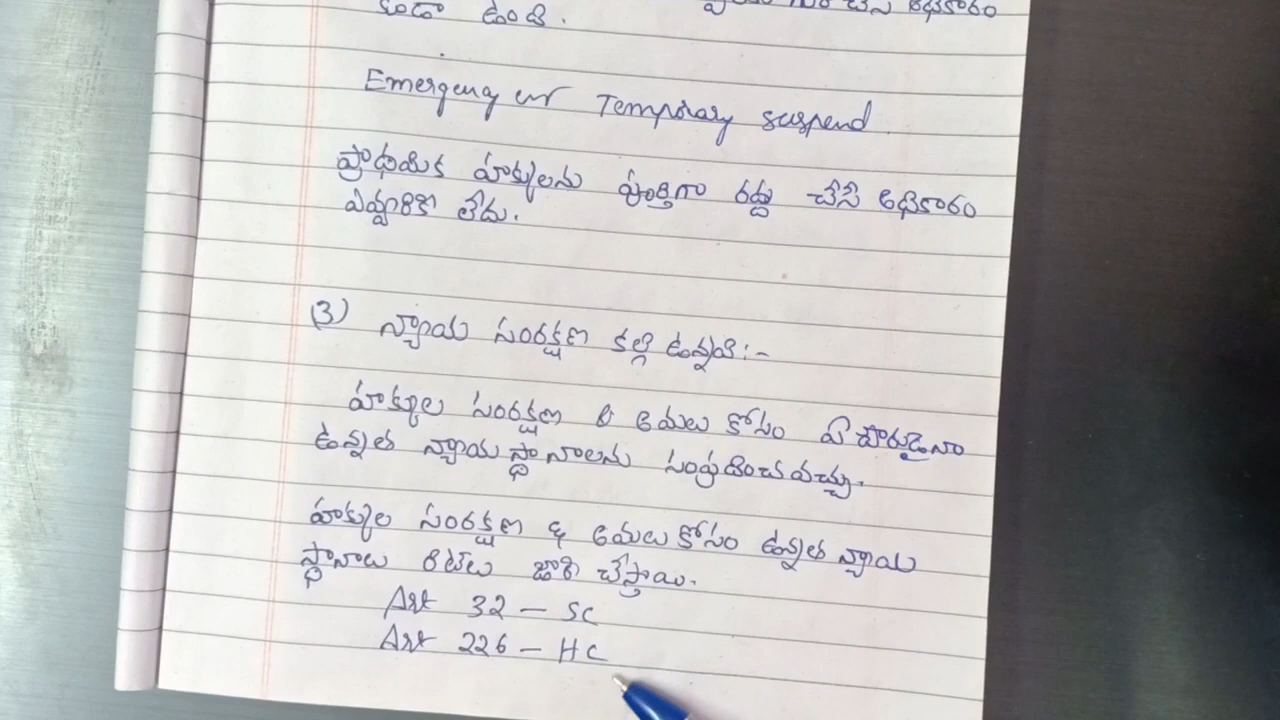 చేసే అధికారం
కూడా ఉంది.
Emergency లో Temporary suspend
ప్రాథమిక హక్కులను పూర్తిగా రద్దు చేసే అధికారం
ఎవ్వరికి లేదు.
(3) న్యాయ సంరక్షణ కల్గి ఉన్నవి:-
హక్కుల సంరక్షణ & అమలు కోసం ఏ పౌరుడైనా
ఉన్నత న్యాయ స్థానాలను సంప్రదించవచ్చు.
హక్కుల సంరక్షణ & అమలు కోసం ఉన్నత న్యాయ
స్థానాలు రిట్‌లు జారీ చేస్తాయి.
Art 32 - SC
Art 226 - HC